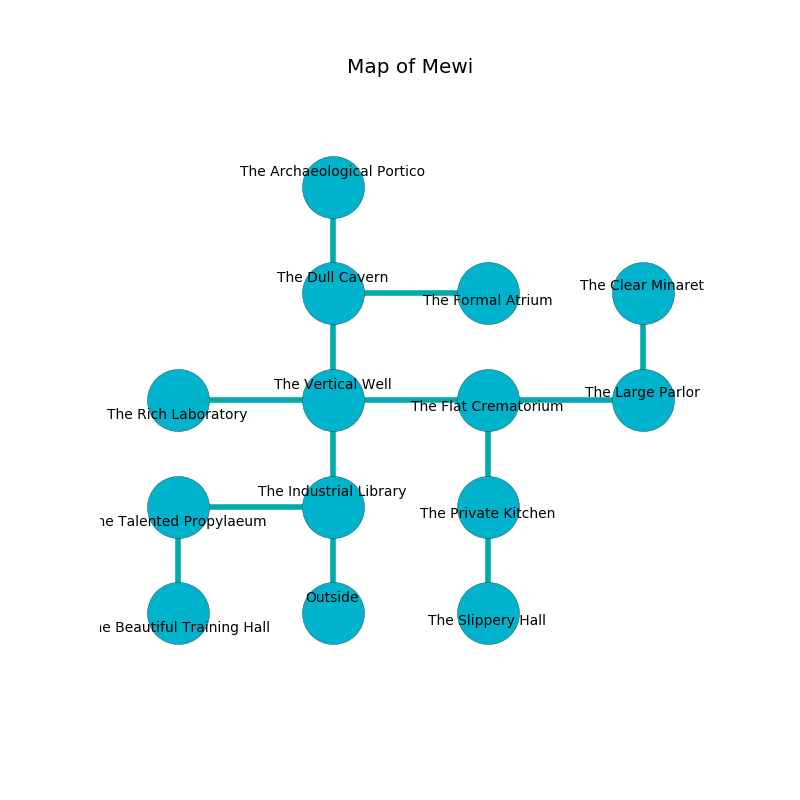 Map of Mewi
The Archaeological Portico
The Dull Cavern
The Formal Atrium
The Clear Minaret
The Vertical Well
The Rich Laboratory
The Flat Crematorium
The Large Parlor
The Industrial Library
he Talented Propylaeum
The Private Kitchen
Outside
e Beautiful Training Hall
The Slippery Hall